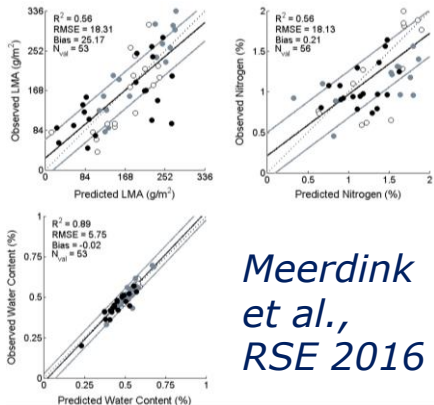 R² = 0.56
RMSE = 18.31
Bias = 25.17
N_val = 53
Observed LMA (g/m²)
336
252
168
84
0
0
84
168
252
336
Predicted LMA (g/m²)
R² = 0.56
RMSE = 18.13
Bias = 0.21
N_val = 56
Observed Nitrogen (%)
2
1.5
1
0.5
0
0
0.5
1
1.5
2
Predicted Nitrogen (%)
R² = 0.89
RMSE = 5.75
Bias = -0.02
N_val = 53
Observed Water Content (%)
1
0.75
0.5
0.25
0
0
0.25
0.5
0.75
1
Predicted Water Content (%)
Meerdink
et al.,
RSE 2016